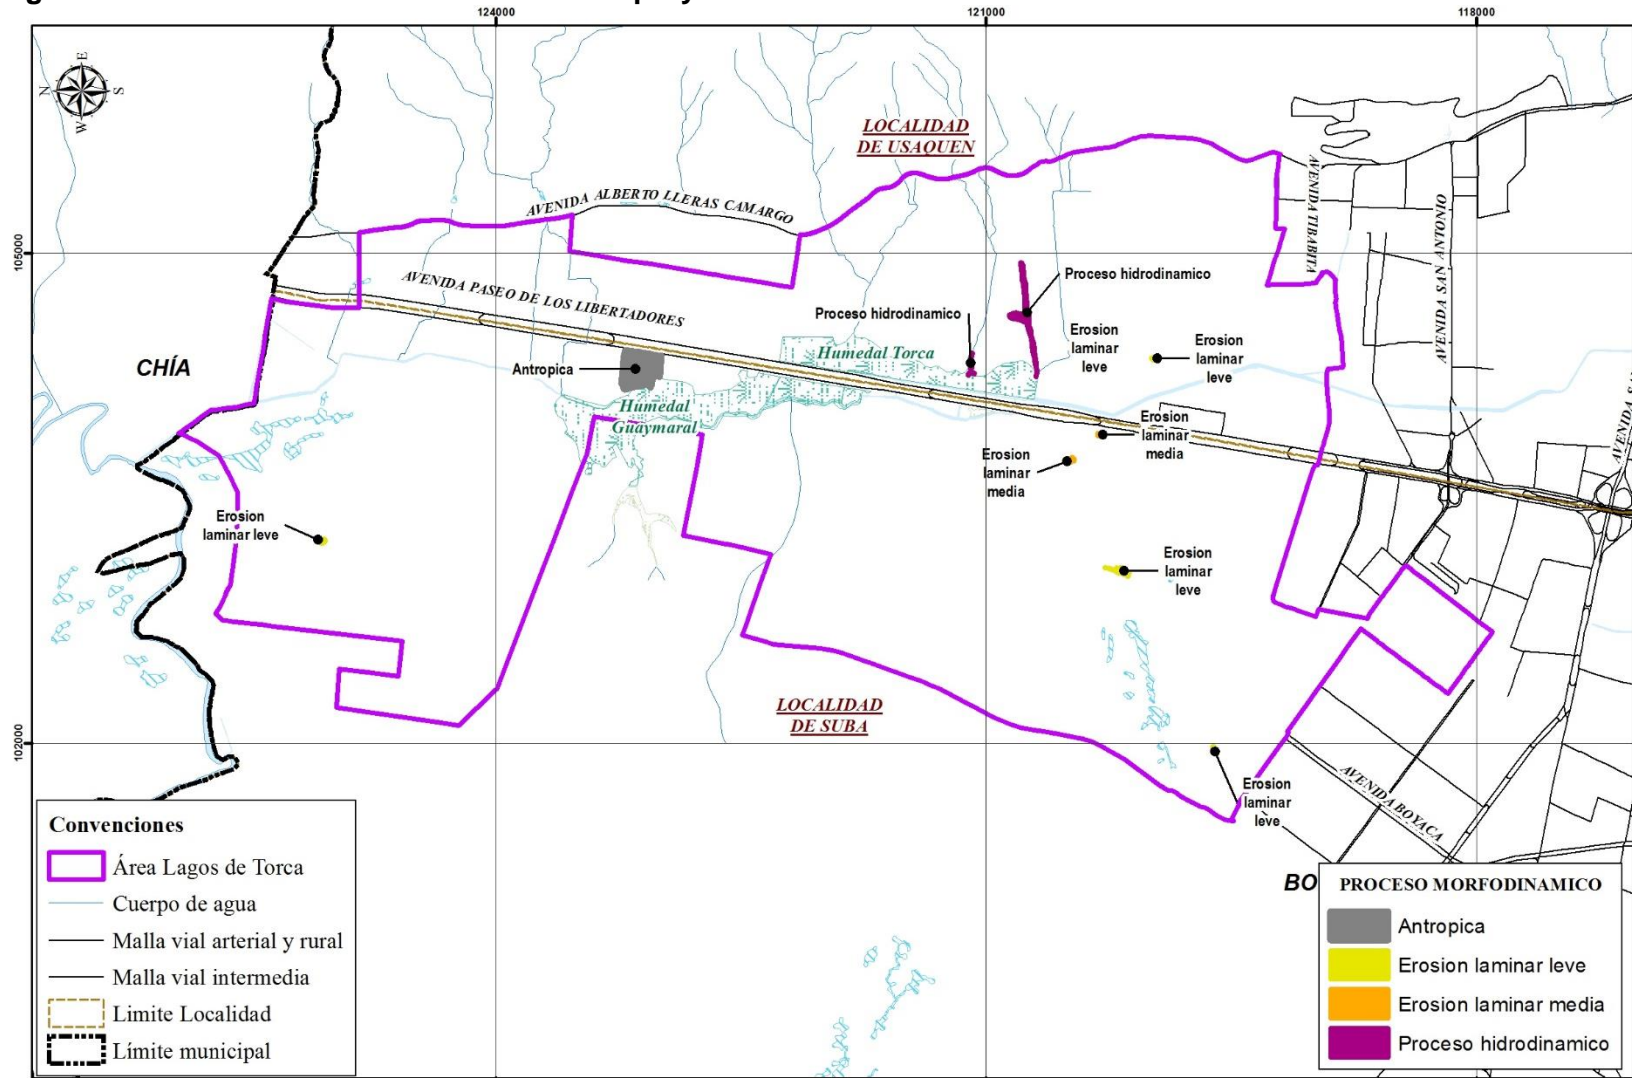 124000
121000
118000
E
N
S
W
LOCALIDAD
DE USAQUEN
AVENIDA ALBERTO LLERAS CAMARGO
AVENIDA TIBABITA
AVENIDA SAN ANTONIO
105000
AVENIDA PASEO DE LOS LIBERTADORES
Proceso hidrodinamico
Proceso hidrodinamico
Erosion
laminar
leve
Erosion
laminar
leve
CHÍA
Antropica
Humedal Torca
Humedal
Guaymaral
Erosion
laminar
media
Erosion
laminar
media
AVENIDA
Erosion
laminar leve
Erosion
laminar
leve
LOCALIDAD
DE SUBA
102000
Erosion
laminar
leve
AVENIDA BOYACA
BO
Convenciones
Área Lagos de Torca
Cuerpo de agua
Malla vial arterial y rural
Malla vial intermedia
Limite Localidad
Límite municipal
PROCESO MORFODINAMICO
Antropica
Erosion laminar leve
Erosion laminar media
Proceso hidrodinamico